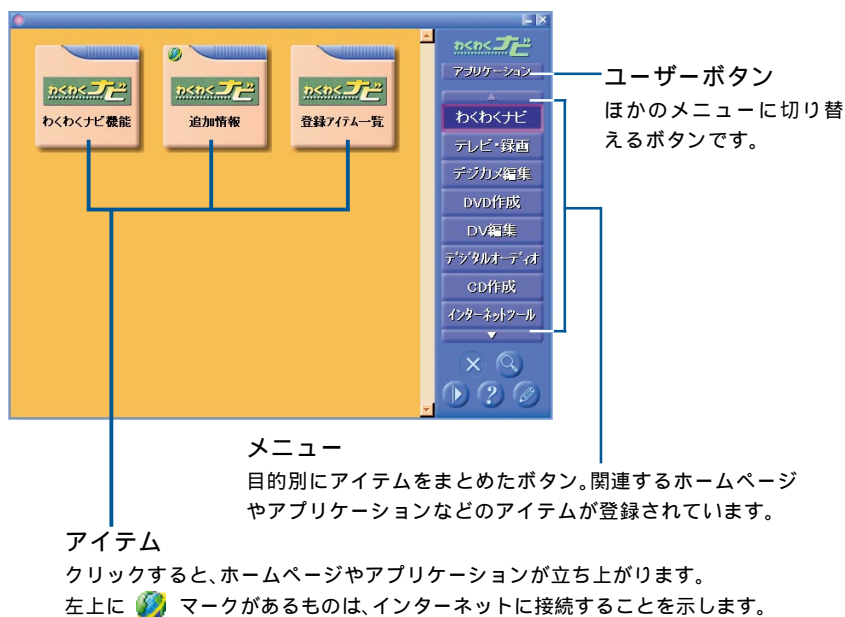 わくわくナビ
アプリケーション
わくわくナビ
わくわくナビ
わくわくナビ
わくわくナビ機能
追加情報
登録アイテム一覧
わくわくナビ
テレビ・録画
デジカメ編集
DVD作成
DV編集
デジタルオーディオ
CD作成
インターネットツール
ユーザーボタン
ほかのメニューに切り替
えるボタンです。
メニュー
目的別にアイテムをまとめたボタン。関連するホームページ
やアプリケーションなどのアイテムが登録されています。
アイテム
クリックすると、ホームページやアプリケーションが立ち上がります。
左上に マークがあるものは、インターネットに接続することを示します。